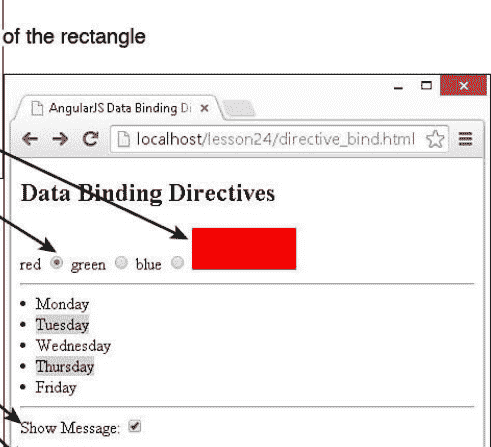 of the rectangle
AngularJS Data Binding Di
localhost/lesson24/directive_bind.html
Data Binding Directives
red green blue
Monday
Tuesday
Wednesday
Thursday
Friday
Show Message: